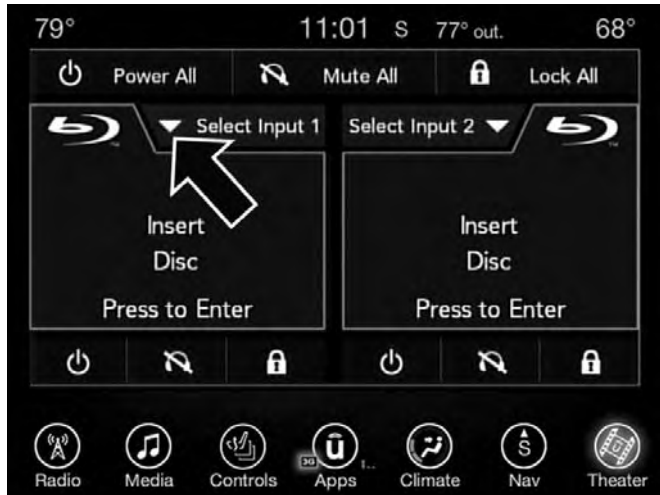 79° 11:01 S 77° out. 68°
Power All Mute All Lock All
Select Input 1 Select Input 2
Insert Insert
Disc Disc
Press to Enter Press to Enter
3G S
Radio Media Controls Apps Climate Nav Theater